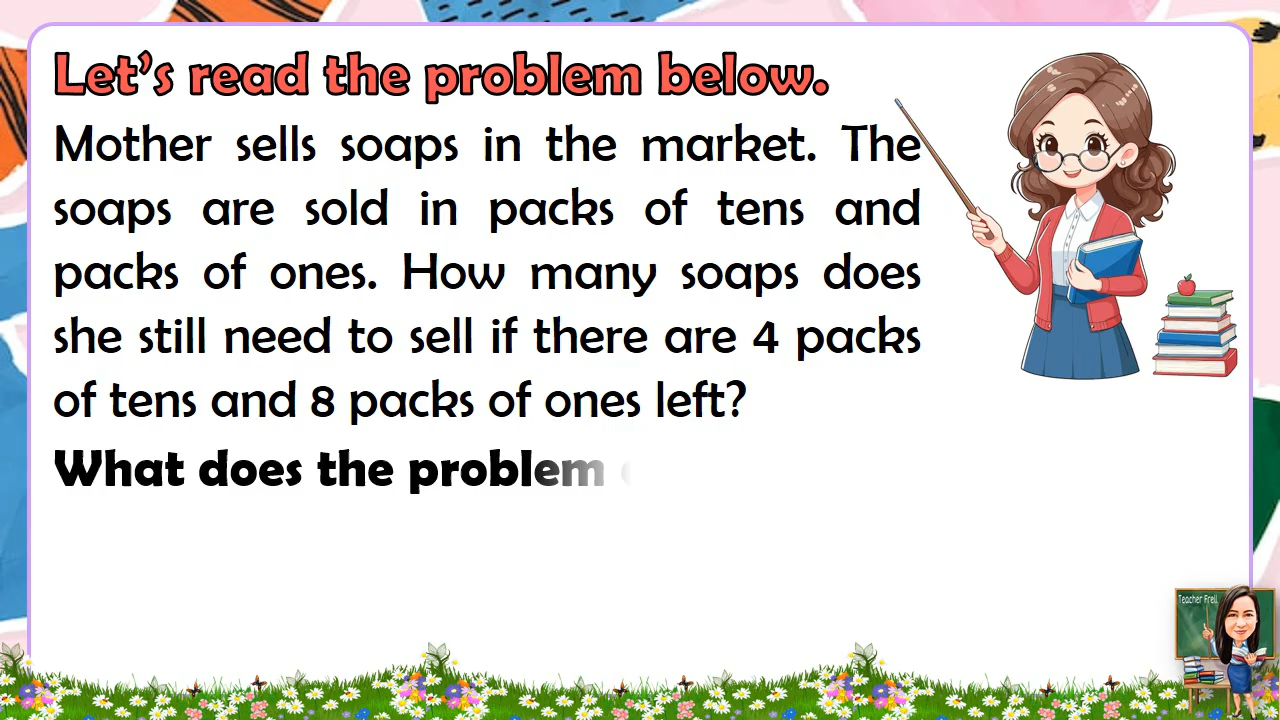 Let's read the problem below.
Mother sells soaps in the market. The
soaps are sold in packs of tens and
packs of ones. How many soaps does
she still need to sell if there are 4 packs
of tens and 8 packs of ones left?
What does the problem
Teacher Frell